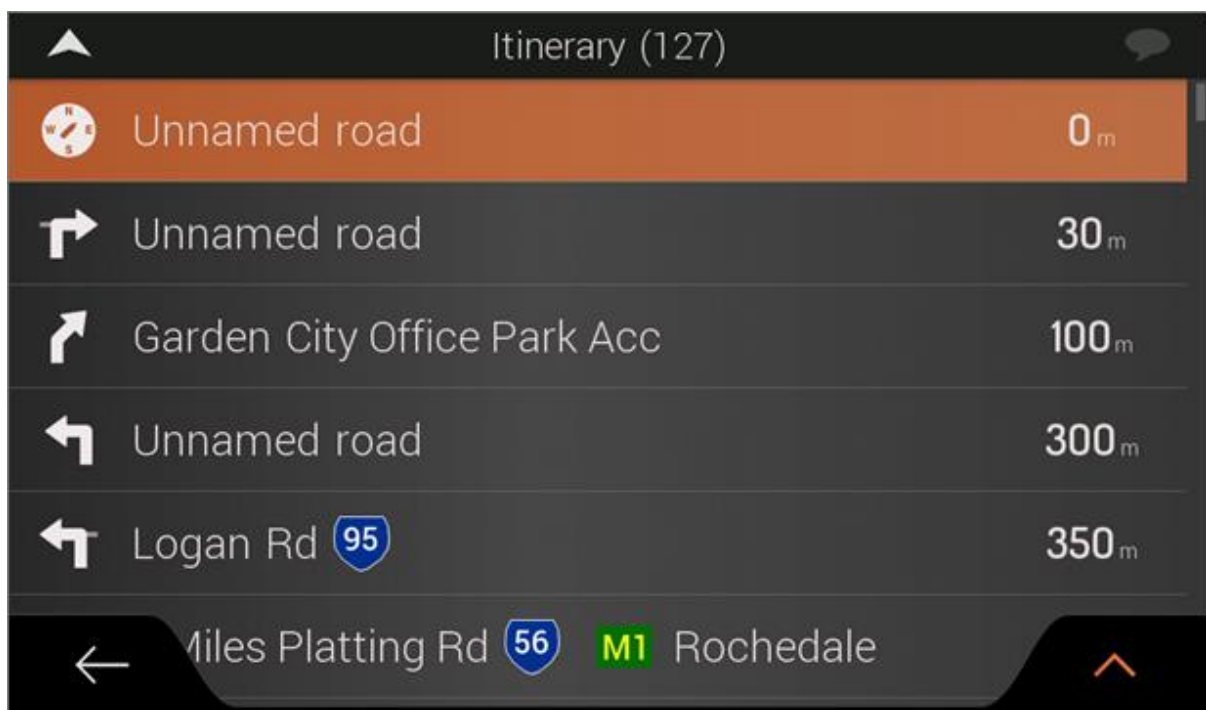 Itinerary (127)
N
W E
S
Unnamed road 0 m
Unnamed road 30 m
Garden City Office Park Acc 100 m
Unnamed road 300 m
Logan Rd 95 350 m
Miles Platting Rd 56 M1 Rochedale